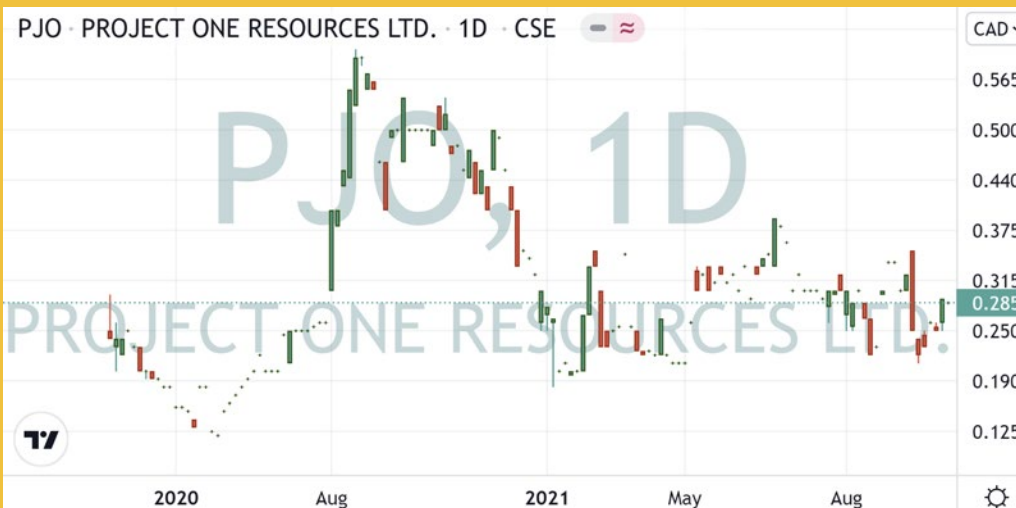 PJO · PROJECT ONE RESOURCES LTD. · 1D · CSE
CAD
PJO, 1D
PROJECT ONE RESOURCES LTD.
0.565
0.500
0.440
0.375
0.315
0.285
0.250
0.190
0.125
2020 Aug 2021 May Aug